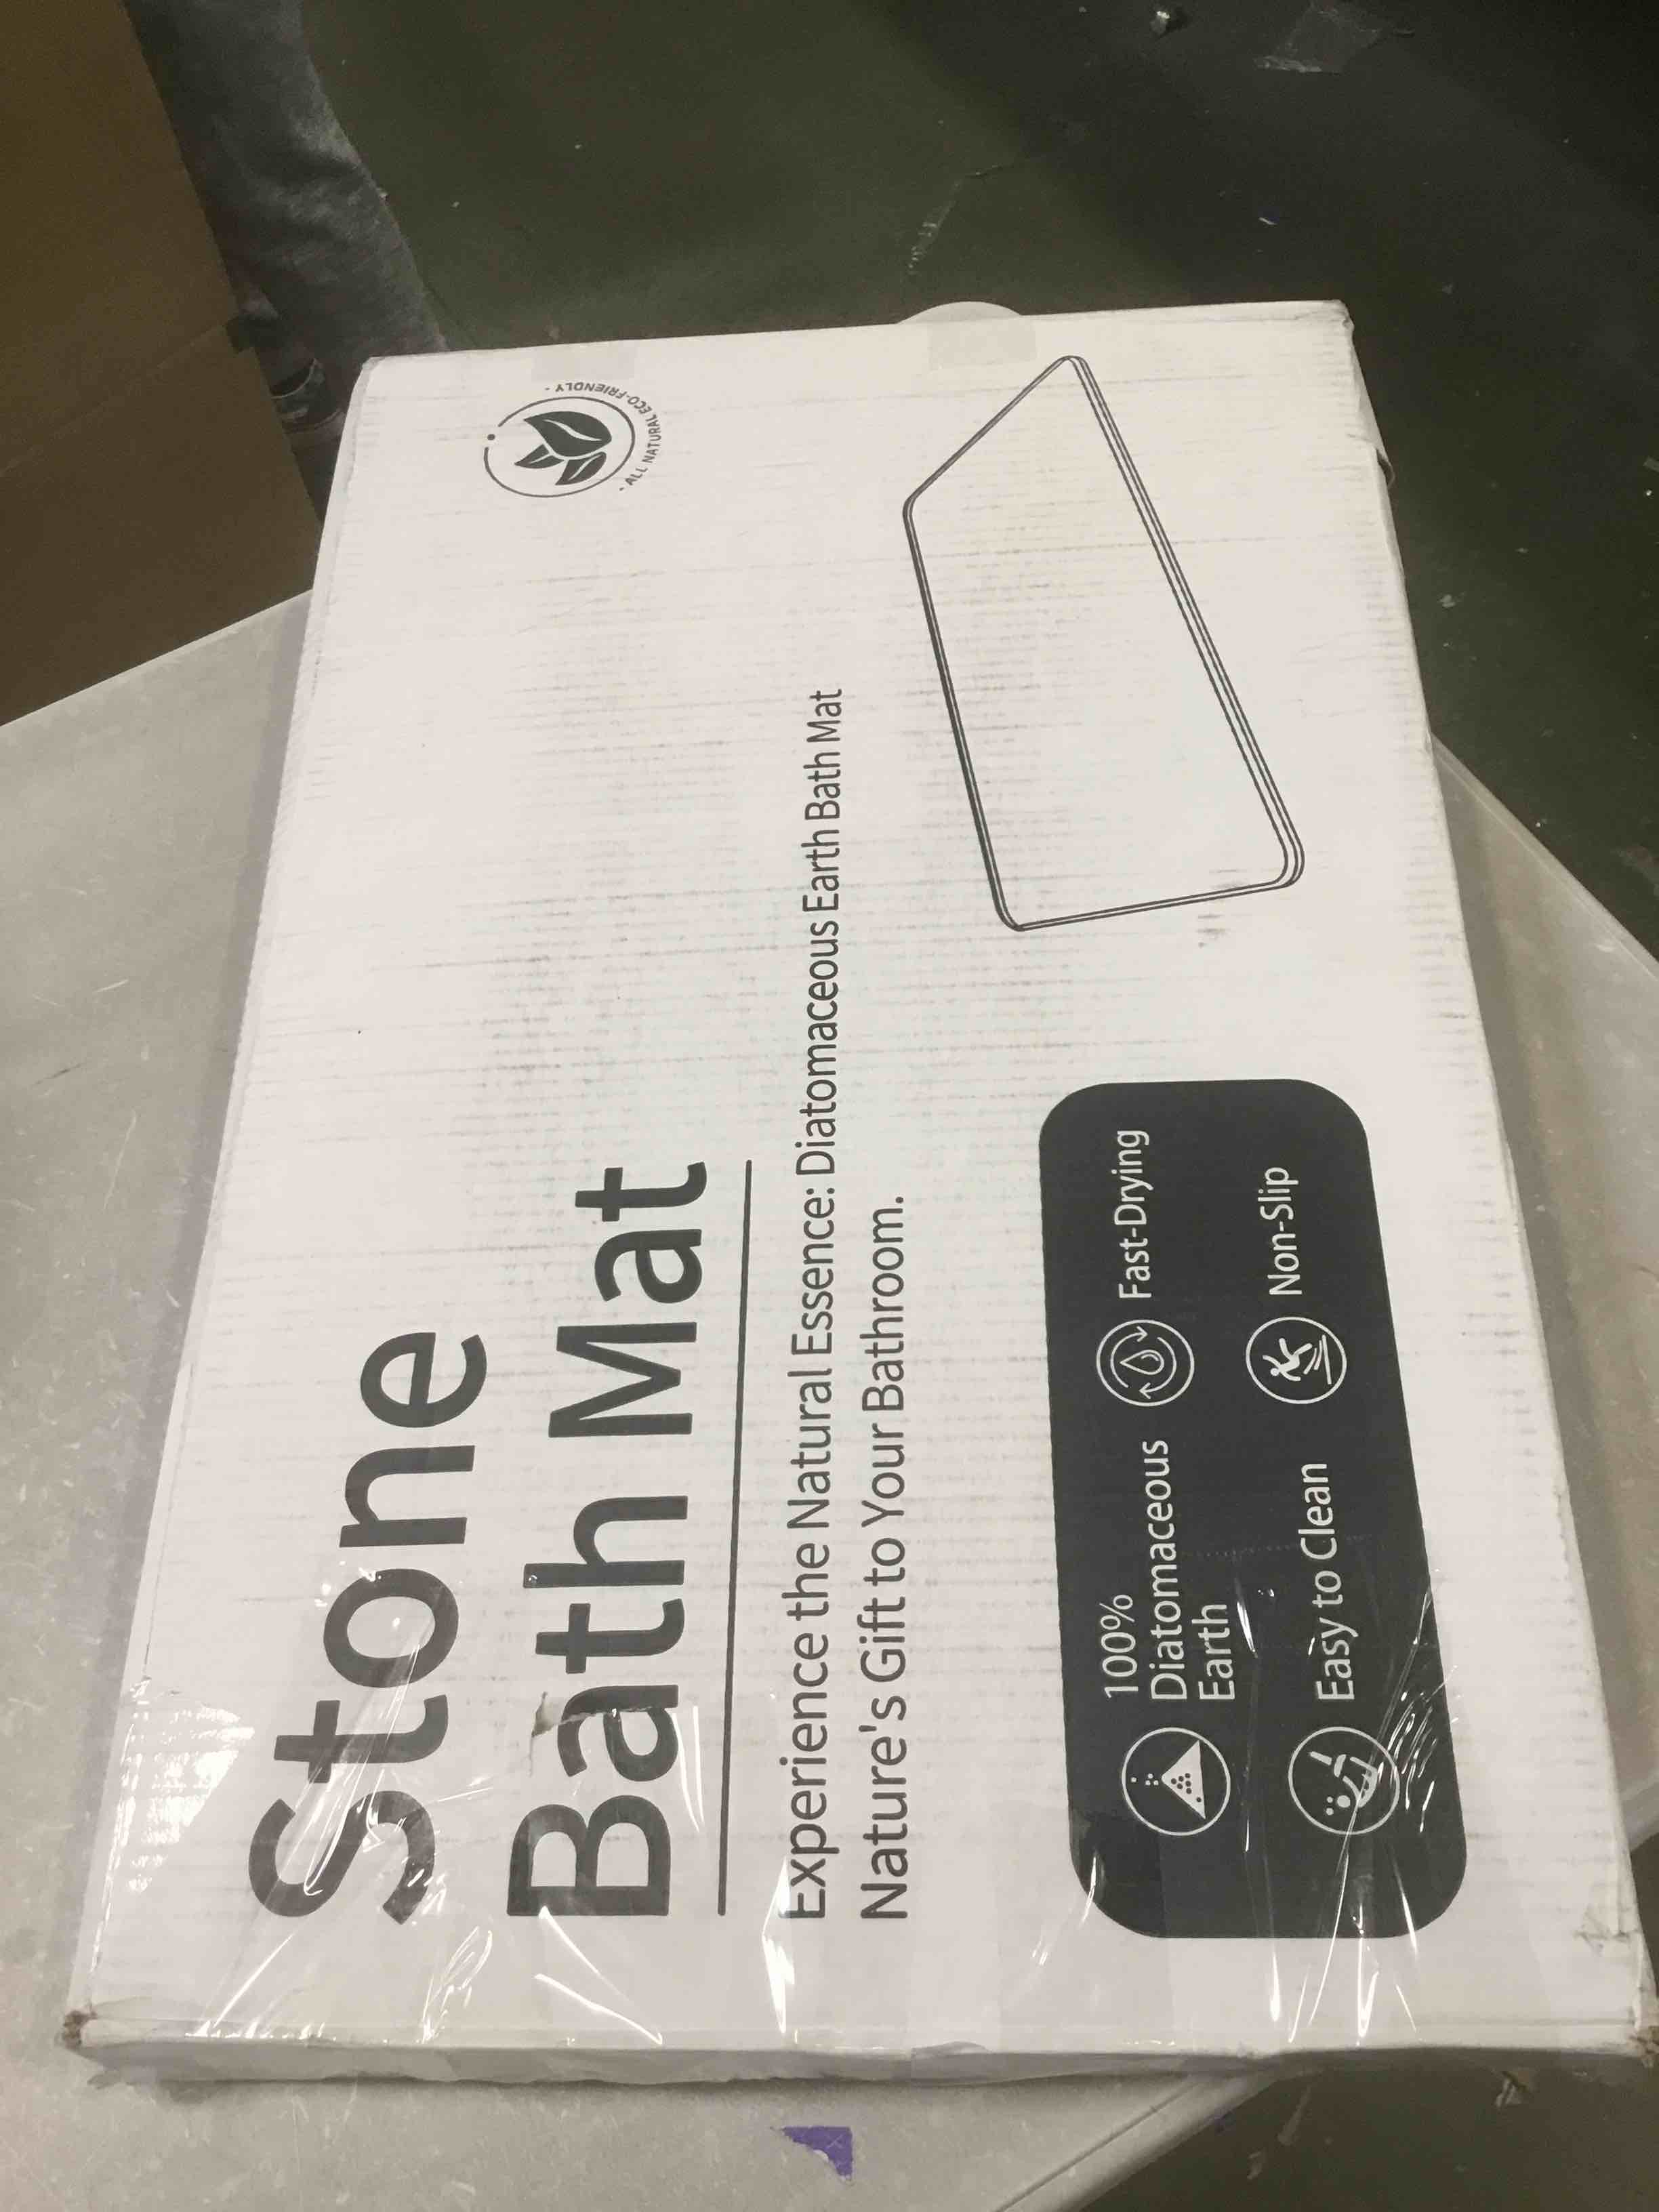 Stone
Bath Mat
Experience the Natural Essence: Diatomaceous Earth Bath Mat
Nature's Gift to Your Bathroom.
100%
Diatomaceous
Earth
Fast-Drying
Easy to Clean
Non-Slip
· ALL NATURAL ECO-FRIENDLY ·